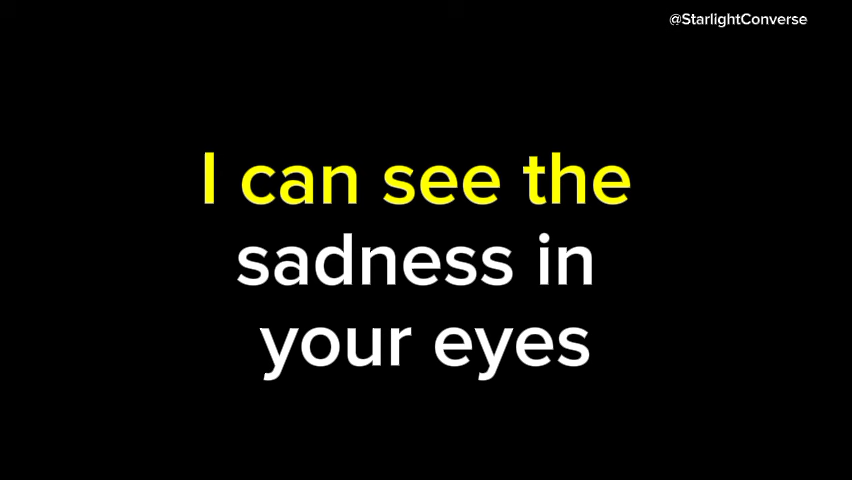 @StarlightConverse
I can see the
sadness in
your eyes